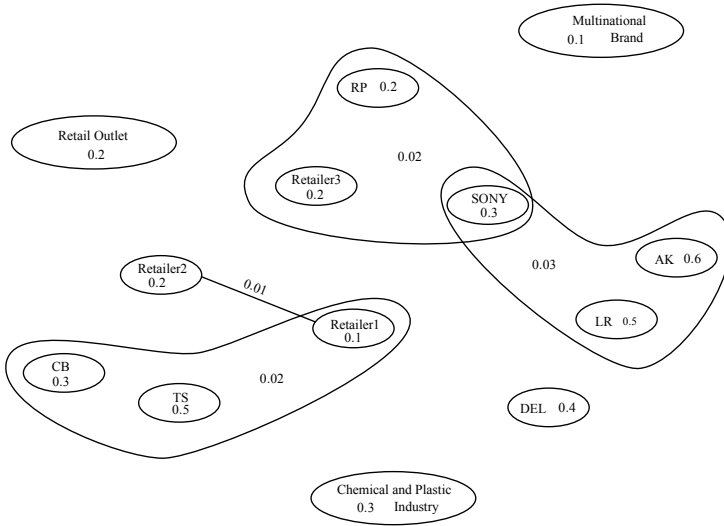 Multinational
0.1 Brand
RP 0.2
Retail Outlet
0.2
0.02
Retailer3
0.2
SONY
0.3
0.03
AK 0.6
Retailer2
0.2
0.01
LR 0.5
Retailer1
0.1
CB
0.3
0.02
TS
0.5
DEL 0.4
Chemical and Plastic
0.3 Industry